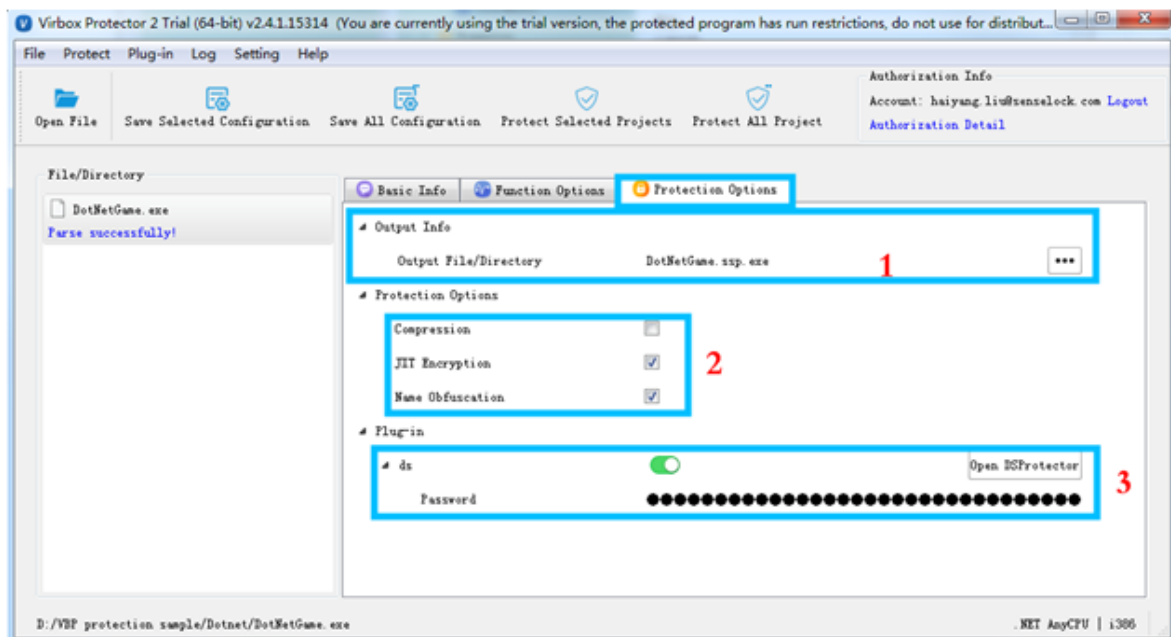 Virbox Protector 2 Trial (64-bit) v2.4.1.15314 (You are currently using the trial version, the protected program has run restrictions, do not use for distribut...
File Protect Plug-in Log Setting Help
Authorization Info
Account: haiyang.liu@senselock.com Logout
Authorization Detail
Open File Save Selected Configuration Save All Configuration Protect Selected Projects Protect All Project
File/Directory
DotNetGame.exe
Parse successfully!
Basic Info Function Options Protection Options
Output Info
Output File/Directory DotNetGame.ssp.exe ••• 1
Protection Options
Compression
JIT Encryption 2
Name Obfuscation
Plug-in
ds Open DSProtector
Password 3
D:/VBP protection sample/Dotnet/DotNetGame.exe .NET AnyCPU | i386